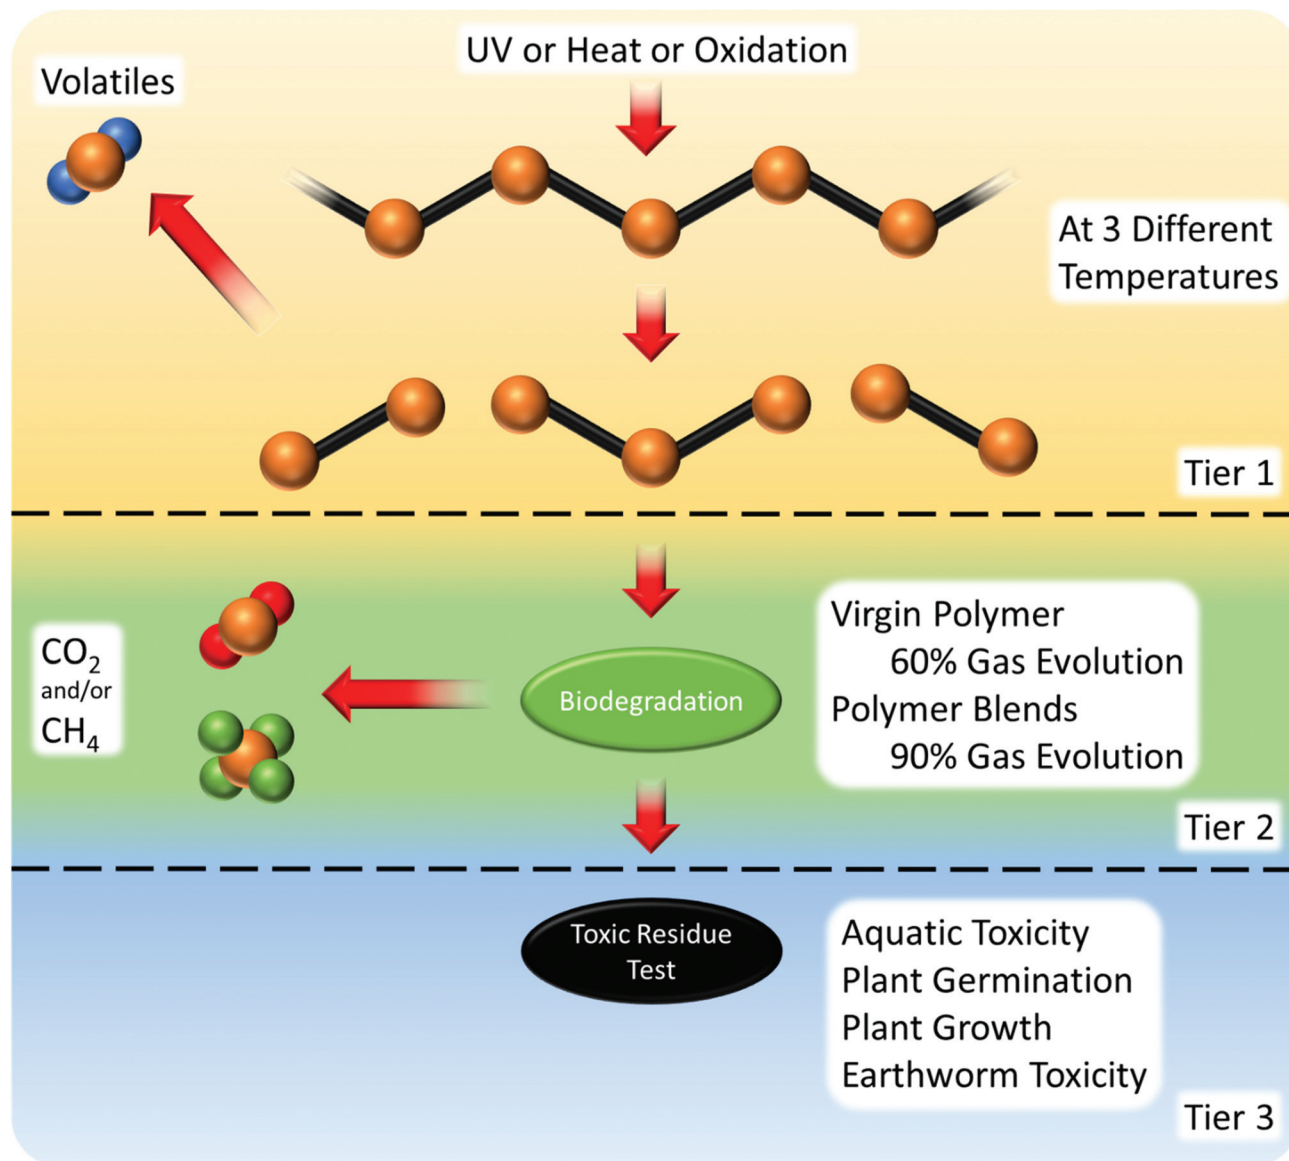 UV or Heat or Oxidation
Volatiles
At 3 Different
Temperatures
Tier 1
CO₂
and/or
CH₄
Biodegradation
Virgin Polymer
60% Gas Evolution
Polymer Blends
90% Gas Evolution
Tier 2
Toxic Residue
Test
Aquatic Toxicity
Plant Germination
Plant Growth
Earthworm Toxicity
Tier 3